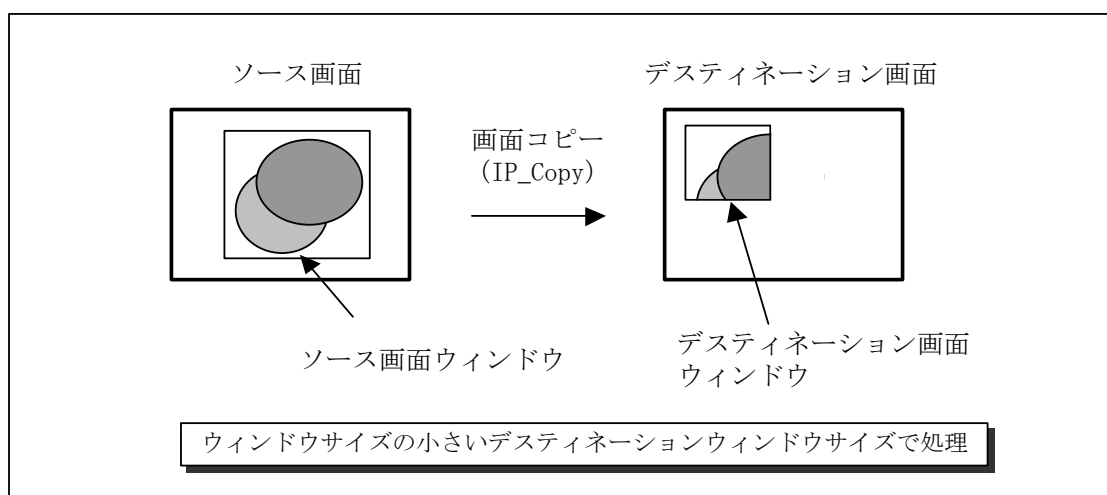 ソース画面
デスティネーション画面
画面コピー
(IP_Copy)
ソース画面ウィンドウ
デスティネーション画面
ウィンドウ
ウィンドウサイズの小さいデスティネーションウィンドウサイズで処理